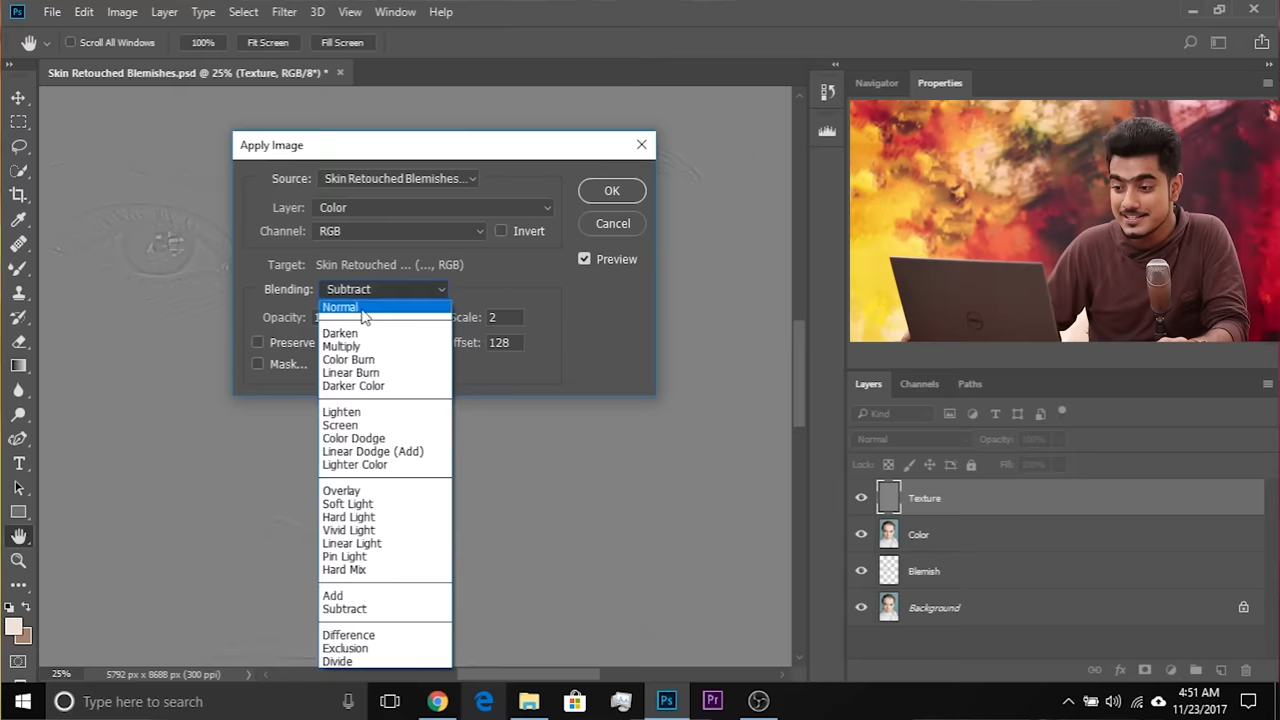 Ps File Edit Image Layer Type Select Filter 3D View Window Help
Scroll All Windows 100% Fit Screen Fill Screen
Skin Retouched Blemishes.psd @ 25% (Texture, RGB/8*) *
Navigator Properties
Apply Image
Source: Skin Retouched Blemishes...
OK
Layer: Color
Cancel
Channel: RGB Invert
Preview
Target: Skin Retouched ... (..., RGB)
Blending: Subtract
Normal
Opacity: Scale: 2
Darken
Preserve 128
Multiply
Color Burn
Mask...
Linear Burn
Darker Color
Lighten
Screen
Color Dodge
Linear Dodge (Add)
Lighter Color
Overlay
Soft Light
Hard Light
Vivid Light
Linear Light
Pin Light
Hard Mix
Add
Subtract
Difference
Exclusion
Divide
Layers Channels Paths
Kind
Normal Opacity: 100%
Lock: Fill: 100%
Texture
Color
Blemish
Background
25% 5792 px x 8688 px (300 ppi)
Type here to search
Ps Pr
4:51 AM
11/23/2017